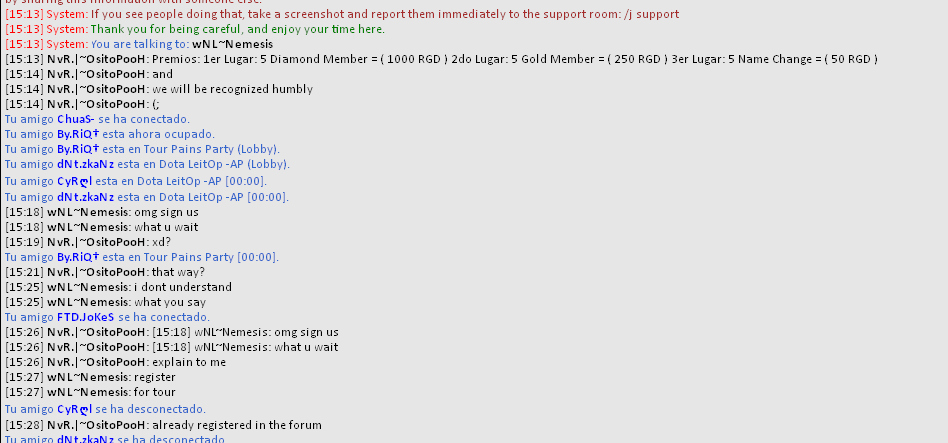 by sharing this information with someone else.
[15:13] System: If you see people doing that, take a screenshot and report them immediately to the support room: /j support
[15:13] System: Thank you for being careful, and enjoy your time here.
[15:13] System: You are talking to: wNL~Nemesis
[15:13] NvR.|~OsitoPooH: Premios: 1er Lugar: 5 Diamond Member = ( 1000 RGD ) 2do Lugar: 5 Gold Member = ( 250 RGD ) 3er Lugar: 5 Name Change = ( 50 RGD )
[15:14] NvR.|~OsitoPooH: and
[15:14] NvR.|~OsitoPooH: we will be recognized humbly
[15:14] NvR.|~OsitoPooH: (;
Tu amigo ChuaS- se ha conectado.
Tu amigo By.RiQ† esta ahora ocupado.
Tu amigo By.RiQ† esta en Tour Pains Party (Lobby).
Tu amigo dNt.zkaNz esta en Dota LeitOp -AP (Lobby).
Tu amigo CyRღl esta en Dota LeitOp -AP [00:00].
Tu amigo dNt.zkaNz esta en Dota LeitOp -AP [00:00].
[15:18] wNL~Nemesis: omg sign us
[15:18] wNL~Nemesis: what u wait
[15:19] NvR.|~OsitoPooH: xd?
Tu amigo By.RiQ† esta en Tour Pains Party [00:00].
[15:21] NvR.|~OsitoPooH: that way?
[15:25] wNL~Nemesis: i dont understand
[15:25] wNL~Nemesis: what you say
Tu amigo FTD.JoKeS se ha conectado.
[15:26] NvR.|~OsitoPooH: [15:18] wNL~Nemesis: omg sign us
[15:26] NvR.|~OsitoPooH: [15:18] wNL~Nemesis: what u wait
[15:26] NvR.|~OsitoPooH: explain to me
[15:27] wNL~Nemesis: register
[15:27] wNL~Nemesis: for tour
Tu amigo CyRღl se ha desconectado.
[15:28] NvR.|~OsitoPooH: already registered in the forum
Tu amigo dNt.zkaNz se ha desconectado